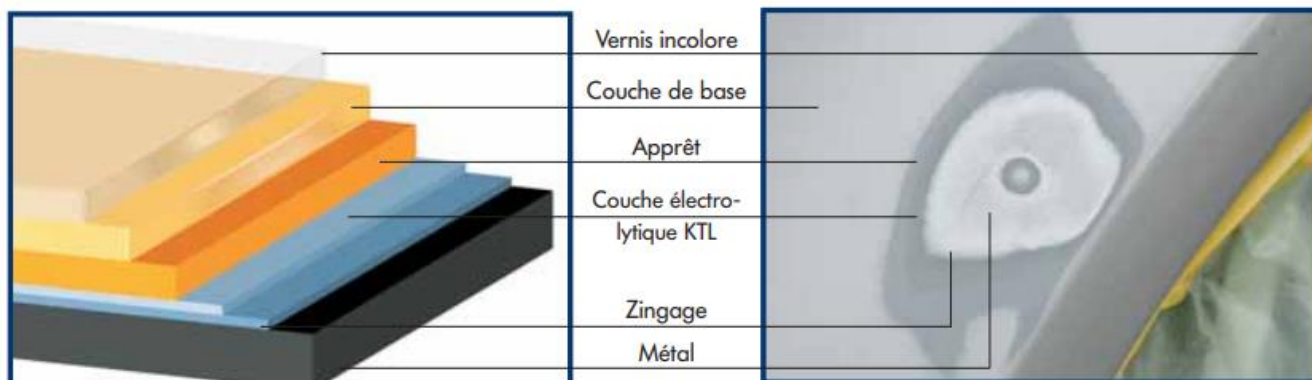 Vernis incolore
Couche de base
Apprêt
Couche électro-
lytique KTL
Zingage
Métal